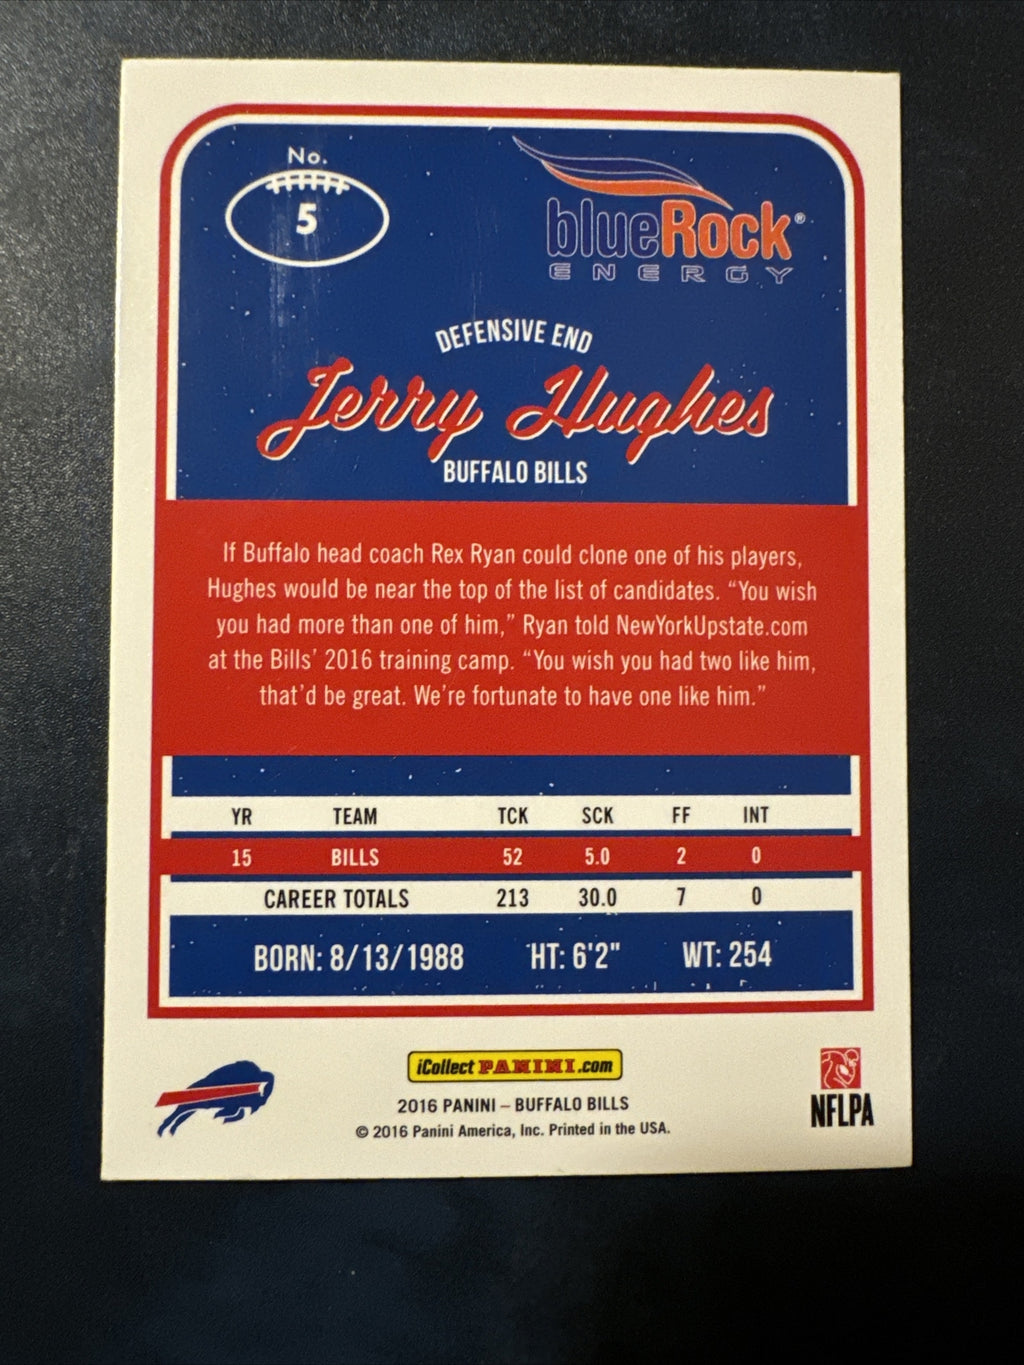 No.
5
blueRock®
ENERGY
DEFENSIVE END
Jerry Hughes
BUFFALO BILLS
If Buffalo head coach Rex Ryan could clone one of his players,
Hughes would be near the top of the list of candidates. “You wish
you had more than one of him,” Ryan told NewYorkUpstate.com
at the Bills’ 2016 training camp. “You wish you had two like him,
that’d be great. We’re fortunate to have one like him.”
YR TEAM TCK SCK FF INT
15 BILLS 52 5.0 2 0
CAREER TOTALS 213 30.0 7 0
BORN: 8/13/1988 HT: 6'2" WT: 254
iCollect PANINI.com
2016 PANINI – BUFFALO BILLS
© 2016 Panini America, Inc. Printed in the USA.
NFLPA